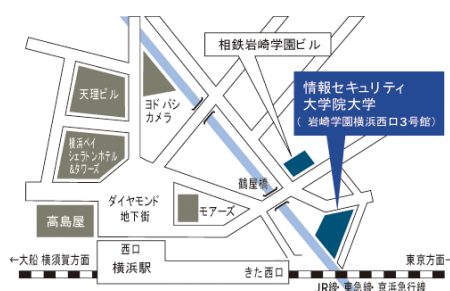 相鉄岩崎学園ビル
情報セキュリティ
大学院大学
( 岩崎学園横浜西口3号館)
天理ビル
ヨドバシ
カメラ
横浜ベイ
シェラトンホテル
&タワーズ
鶴屋橋
ダイヤモンド
地下街
モアーズ
高島屋
西口
横浜駅
きた西口
←大船 横須賀方面
東京方面→
JR線・東急線・京浜急行線